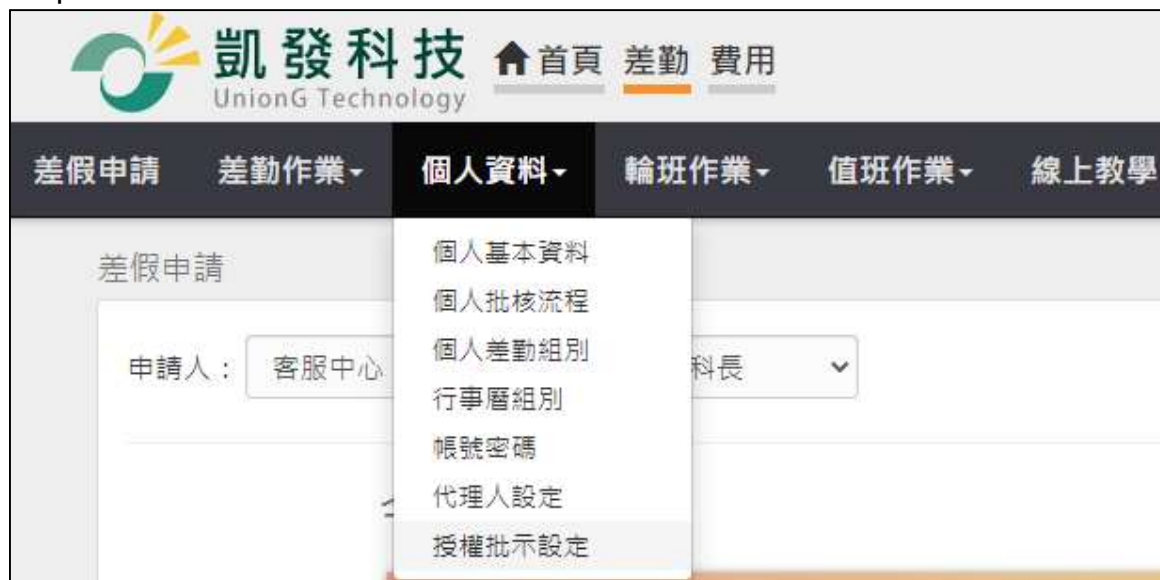 凱發科技 首頁 差勤 費用
UnionG Technology
差假申請 差勤作業 個人資料 輪班作業 值班作業 線上教學
差假申請
個人基本資料
個人批核流程
申請人： 客服中心 個人差勤組別 科長
行事曆組別
帳號密碼
代理人設定
授權批示設定